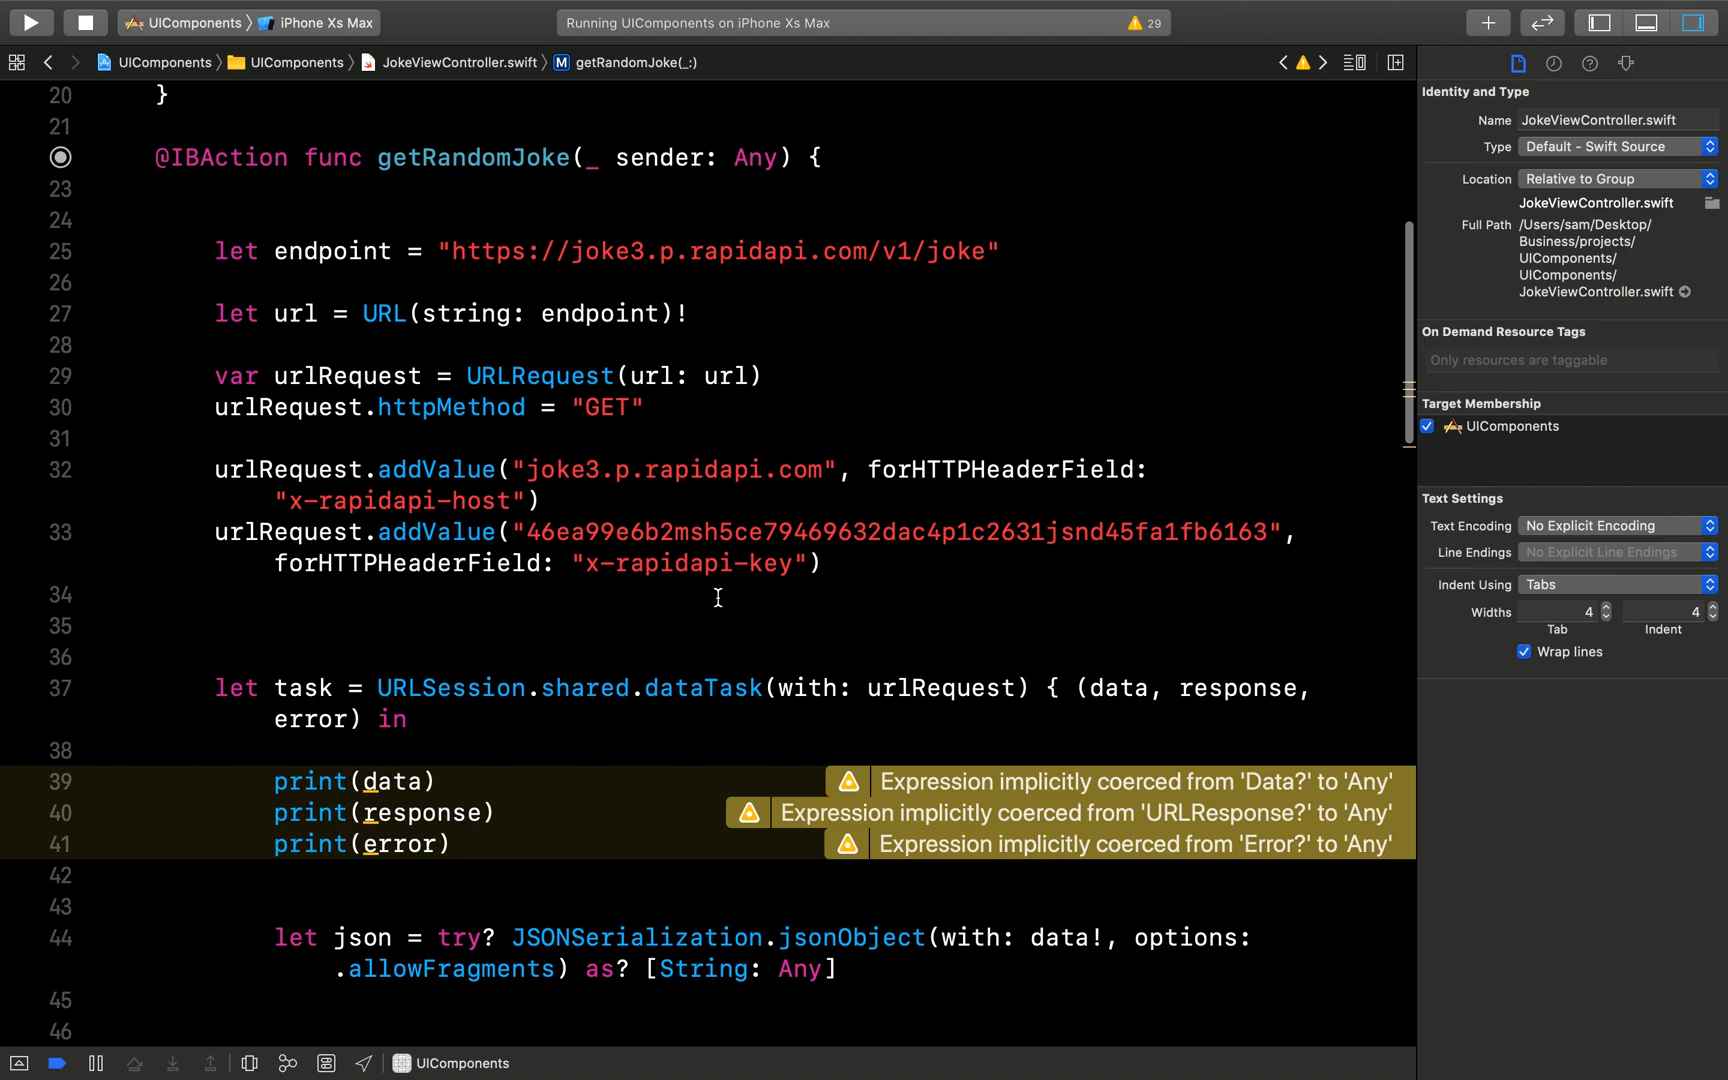 UIComponents
iPhone Xs Max
Running UIComponents on iPhone Xs Max
29
UIComponents
UIComponents
JokeViewController.swift
M
getRandomJoke(_:)
20 }
21
@IBAction func getRandomJoke(_ sender: Any) {
23
24
25 let endpoint = "https://joke3.p.rapidapi.com/v1/joke"
26
27 let url = URL(string: endpoint)!
28
29 var urlRequest = URLRequest(url: url)
30 urlRequest.httpMethod = "GET"
31
32 urlRequest.addValue("joke3.p.rapidapi.com", forHTTPHeaderField:
"x-rapidapi-host")
33 urlRequest.addValue("46ea99e6b2msh5ce79469632dac4p1c2631jsnd45fa1fb6163",
forHTTPHeaderField: "x-rapidapi-key")
34
35
36
37 let task = URLSession.shared.dataTask(with: urlRequest) { (data, response,
error) in
38
39 print(data) Expression implicitly coerced from 'Data?' to 'Any'
40 print(response) Expression implicitly coerced from 'URLResponse?' to 'Any'
41 print(error) Expression implicitly coerced from 'Error?' to 'Any'
42
43
44 let json = try? JSONSerialization.jsonObject(with: data!, options:
.allowFragments) as? [String: Any]
45
46
UIComponents
Identity and Type
Name JokeViewController.swift
Type Default - Swift Source
Location Relative to Group
JokeViewController.swift
Full Path /Users/sam/Desktop/
Business/projects/
UIComponents/
UIComponents/
JokeViewController.swift
On Demand Resource Tags
Only resources are taggable
Target Membership
UIComponents
Text Settings
Text Encoding No Explicit Encoding
Line Endings No Explicit Line Endings
Indent Using Tabs
Widths 4 4
Tab Indent
Wrap lines